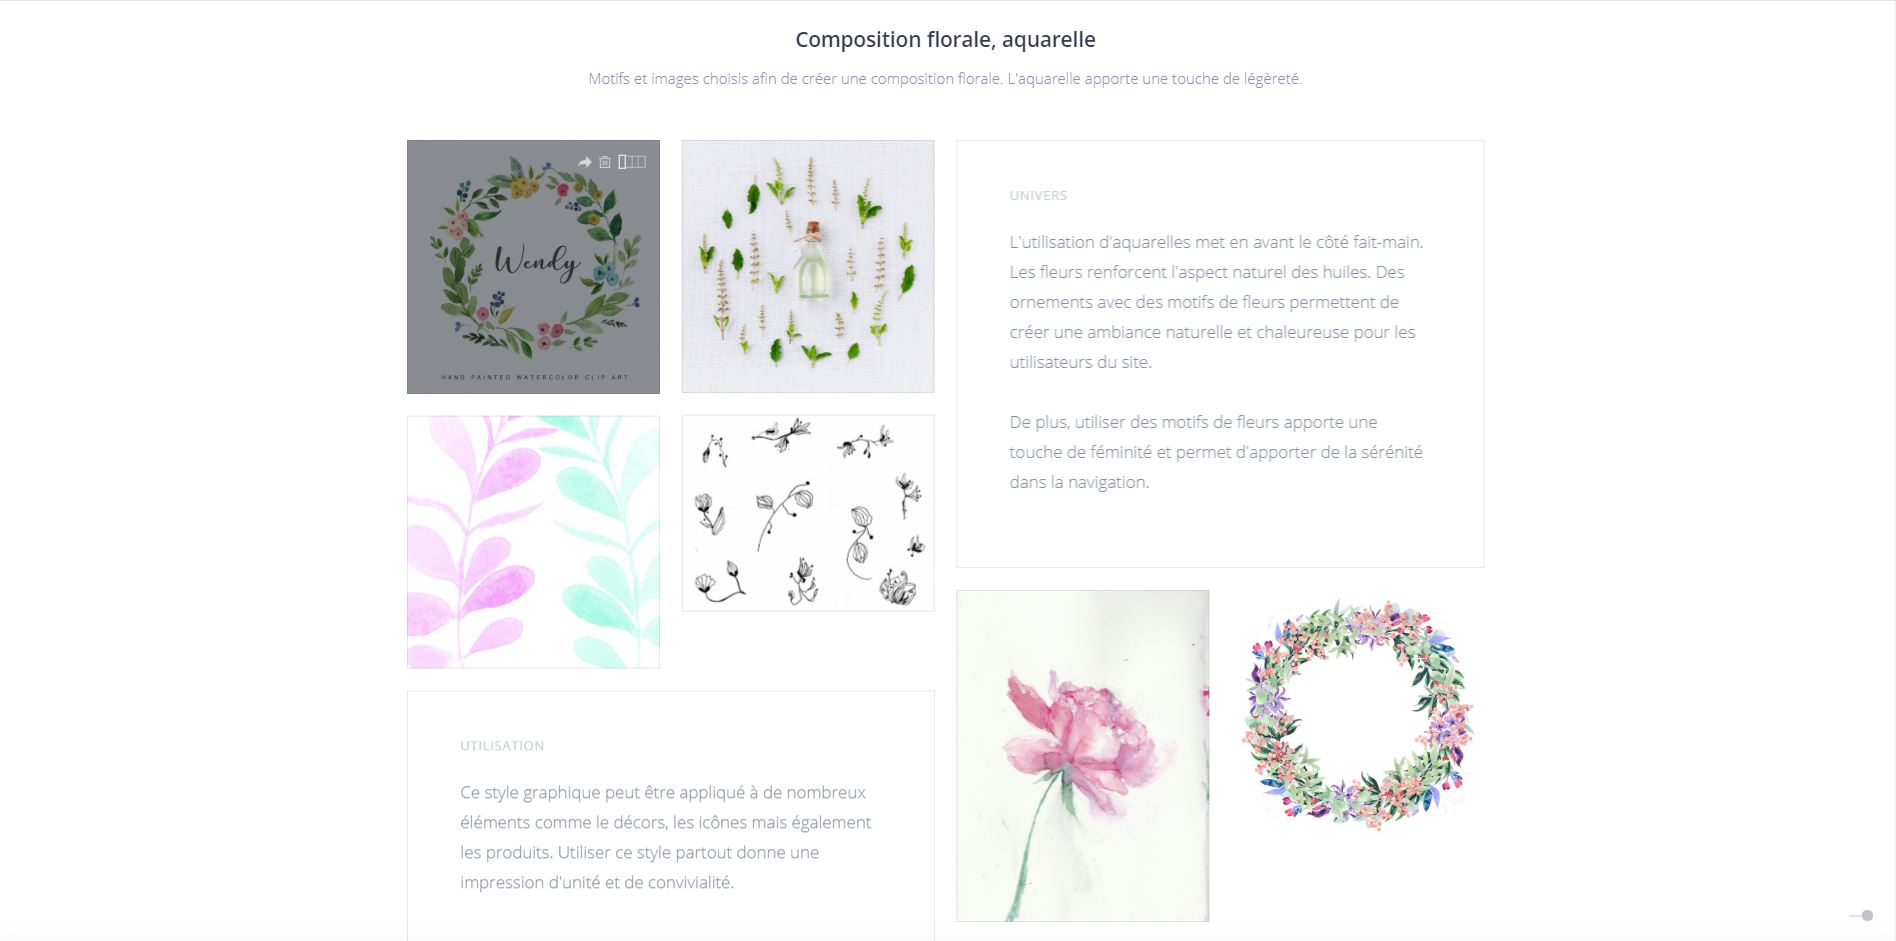 Composition florale, aquarelle
Motifs et images choisis afin de créer une composition florale. L'aquarelle apporte une touche de légèreté.
Wendy
HAND PAINTED WATERCOLOR CLIP ART
UNIVERS
L'utilisation d'aquarelles met en avant le côté fait-main.
Les fleurs renforcent l'aspect naturel des huiles. Des
ornements avec des motifs de fleurs permettent de
créer une ambiance naturelle et chaleureuse pour les
utilisateurs du site.
De plus, utiliser des motifs de fleurs apporte une
touche de féminité et permet d'apporter de la sérénité
dans la navigation.
UTILISATION
Ce style graphique peut être appliqué à de nombreux
éléments comme le décors, les icônes mais également
les produits. Utiliser ce style partout donne une
impression d'unité et de convivialité.